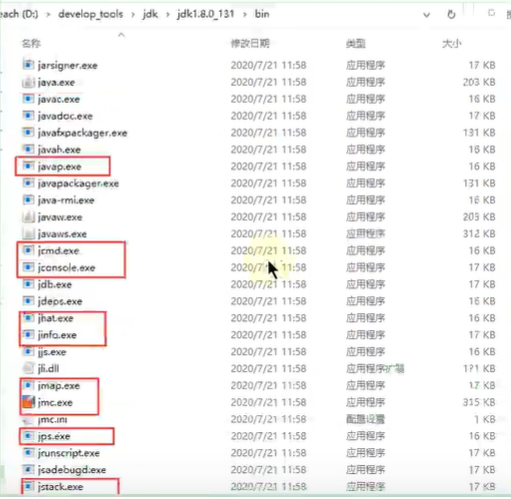 each (D:) > develop_tools > jdk > jdk1.8.0_131 > bin
名称 修改日期 类型 大小
jarsigner.exe 2020/7/21 11:58 应用程序 17 KB
java.exe 2020/7/21 11:58 应用程序 203 KB
javac.exe 2020/7/21 11:58 应用程序 16 KB
javadoc.exe 2020/7/21 11:58 应用程序 17 KB
javafxpackager.exe 2020/7/21 11:58 应用程序 131 KB
javah.exe 2020/7/21 11:58 应用程序 16 KB
javap.exe 2020/7/21 11:58 应用程序 16 KB
javapackager.exe 2020/7/21 11:58 应用程序 131 KB
java-rmi.exe 2020/7/21 11:58 应用程序 16 KB
javaw.exe 2020/7/21 11:58 应用程序 203 KB
javaws.exe 2020/7/21 11:58 应用程序 312 KB
jcmd.exe 2020/7/21 11:58 应用程序 16 KB
jconsole.exe 2020/7/21 11:58 应用程序 17 KB
jdb.exe 2020/7/21 11:58 应用程序 17 KB
jdeps.exe 2020/7/21 11:58 应用程序 17 KB
jhat.exe 2020/7/21 11:58 应用程序 16 KB
jinfo.exe 2020/7/21 11:58 应用程序 17 KB
jjs.exe 2020/7/21 11:58 应用程序 16 KB
jli.dll 2020/7/21 11:58 应用程序扩展 KB
jmap.exe 2020/7/21 11:58 应用程序 17 KB
jmc.exe 2020/7/21 11:58 应用程序 315 KB
jmc.ini 2020/7/21 11:58 配置设置 1 KB
jps.exe 2020/7/21 11:58 应用程序 16 KB
jrunscript.exe 2020/7/21 11:58 应用程序 17 KB
jsadebugd.exe 2020/7/21 11:58 应用程序 17 KB
jstack.exe 2020/7/21 11:58 应用程序 17 KB